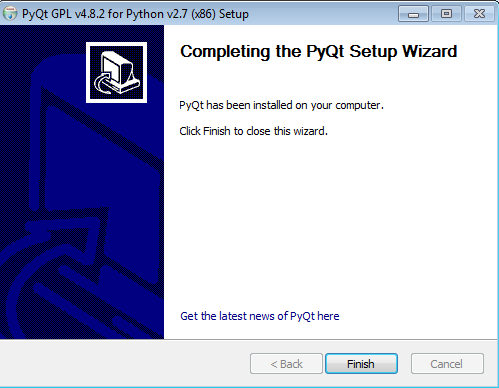 PyQt GPL v4.8.2 for Python v2.7 (x86) Setup
Completing the PyQt Setup Wizard
PyQt has been installed on your computer.
Click Finish to close this wizard.
Get the latest news of PyQt here
< Back
Finish
Cancel